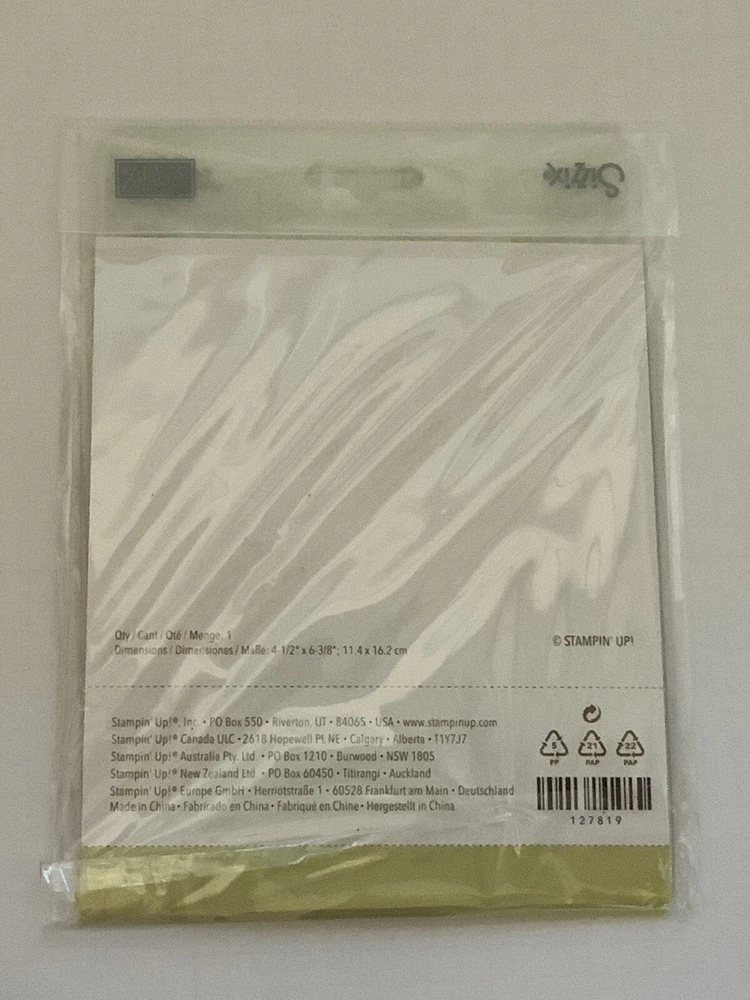 Sizzix
Qty / Cant / Qté / Menge: 1
Dimensions / Dimensiones / Maße: 4-1/2" x 6-3/8"; 11.4 x 16.2 cm
© STAMPIN' UP!
Stampin' Up!®, Inc. • PO Box 550 • Riverton, UT • 84065 • USA • www.stampinup.com
Stampin' Up!® Canada ULC • 2618 Hopewell PL NE • Calgary • Alberta • T1Y7J7
Stampin' Up!® Australia Pty Ltd • PO Box 1210 • Burwood • NSW 1805
Stampin' Up!® New Zealand Ltd • PO Box 60450 • Titirangi • Auckland
Stampin' Up!® Europe GmbH • Herriotstraße 1 • 60528 Frankfurt am Main • Deutschland
Made in China • Fabricado en China • Fabriqué en Chine • Hergestellt in China
5 21 22
PP PAP PAP
127819